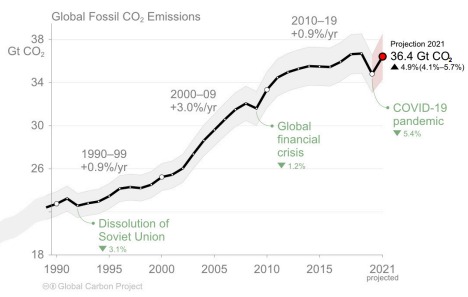 Global Fossil CO₂ Emissions
Gt CO₂
38
34
30
26
18
2010–19
+0.9%/yr
Projection 2021
36.4 Gt CO₂
▲ 4.9%(4.1%–5.7%)
2000–09
+3.0%/yr
COVID-19
pandemic
▼ 5.4%
Global
financial
crisis
▼ 1.2%
1990–99
+0.9%/yr
Dissolution of
Soviet Union
▼ 3.1%
1990
1995
2000
2005
2010
2015
2021
projected
Global Carbon Project